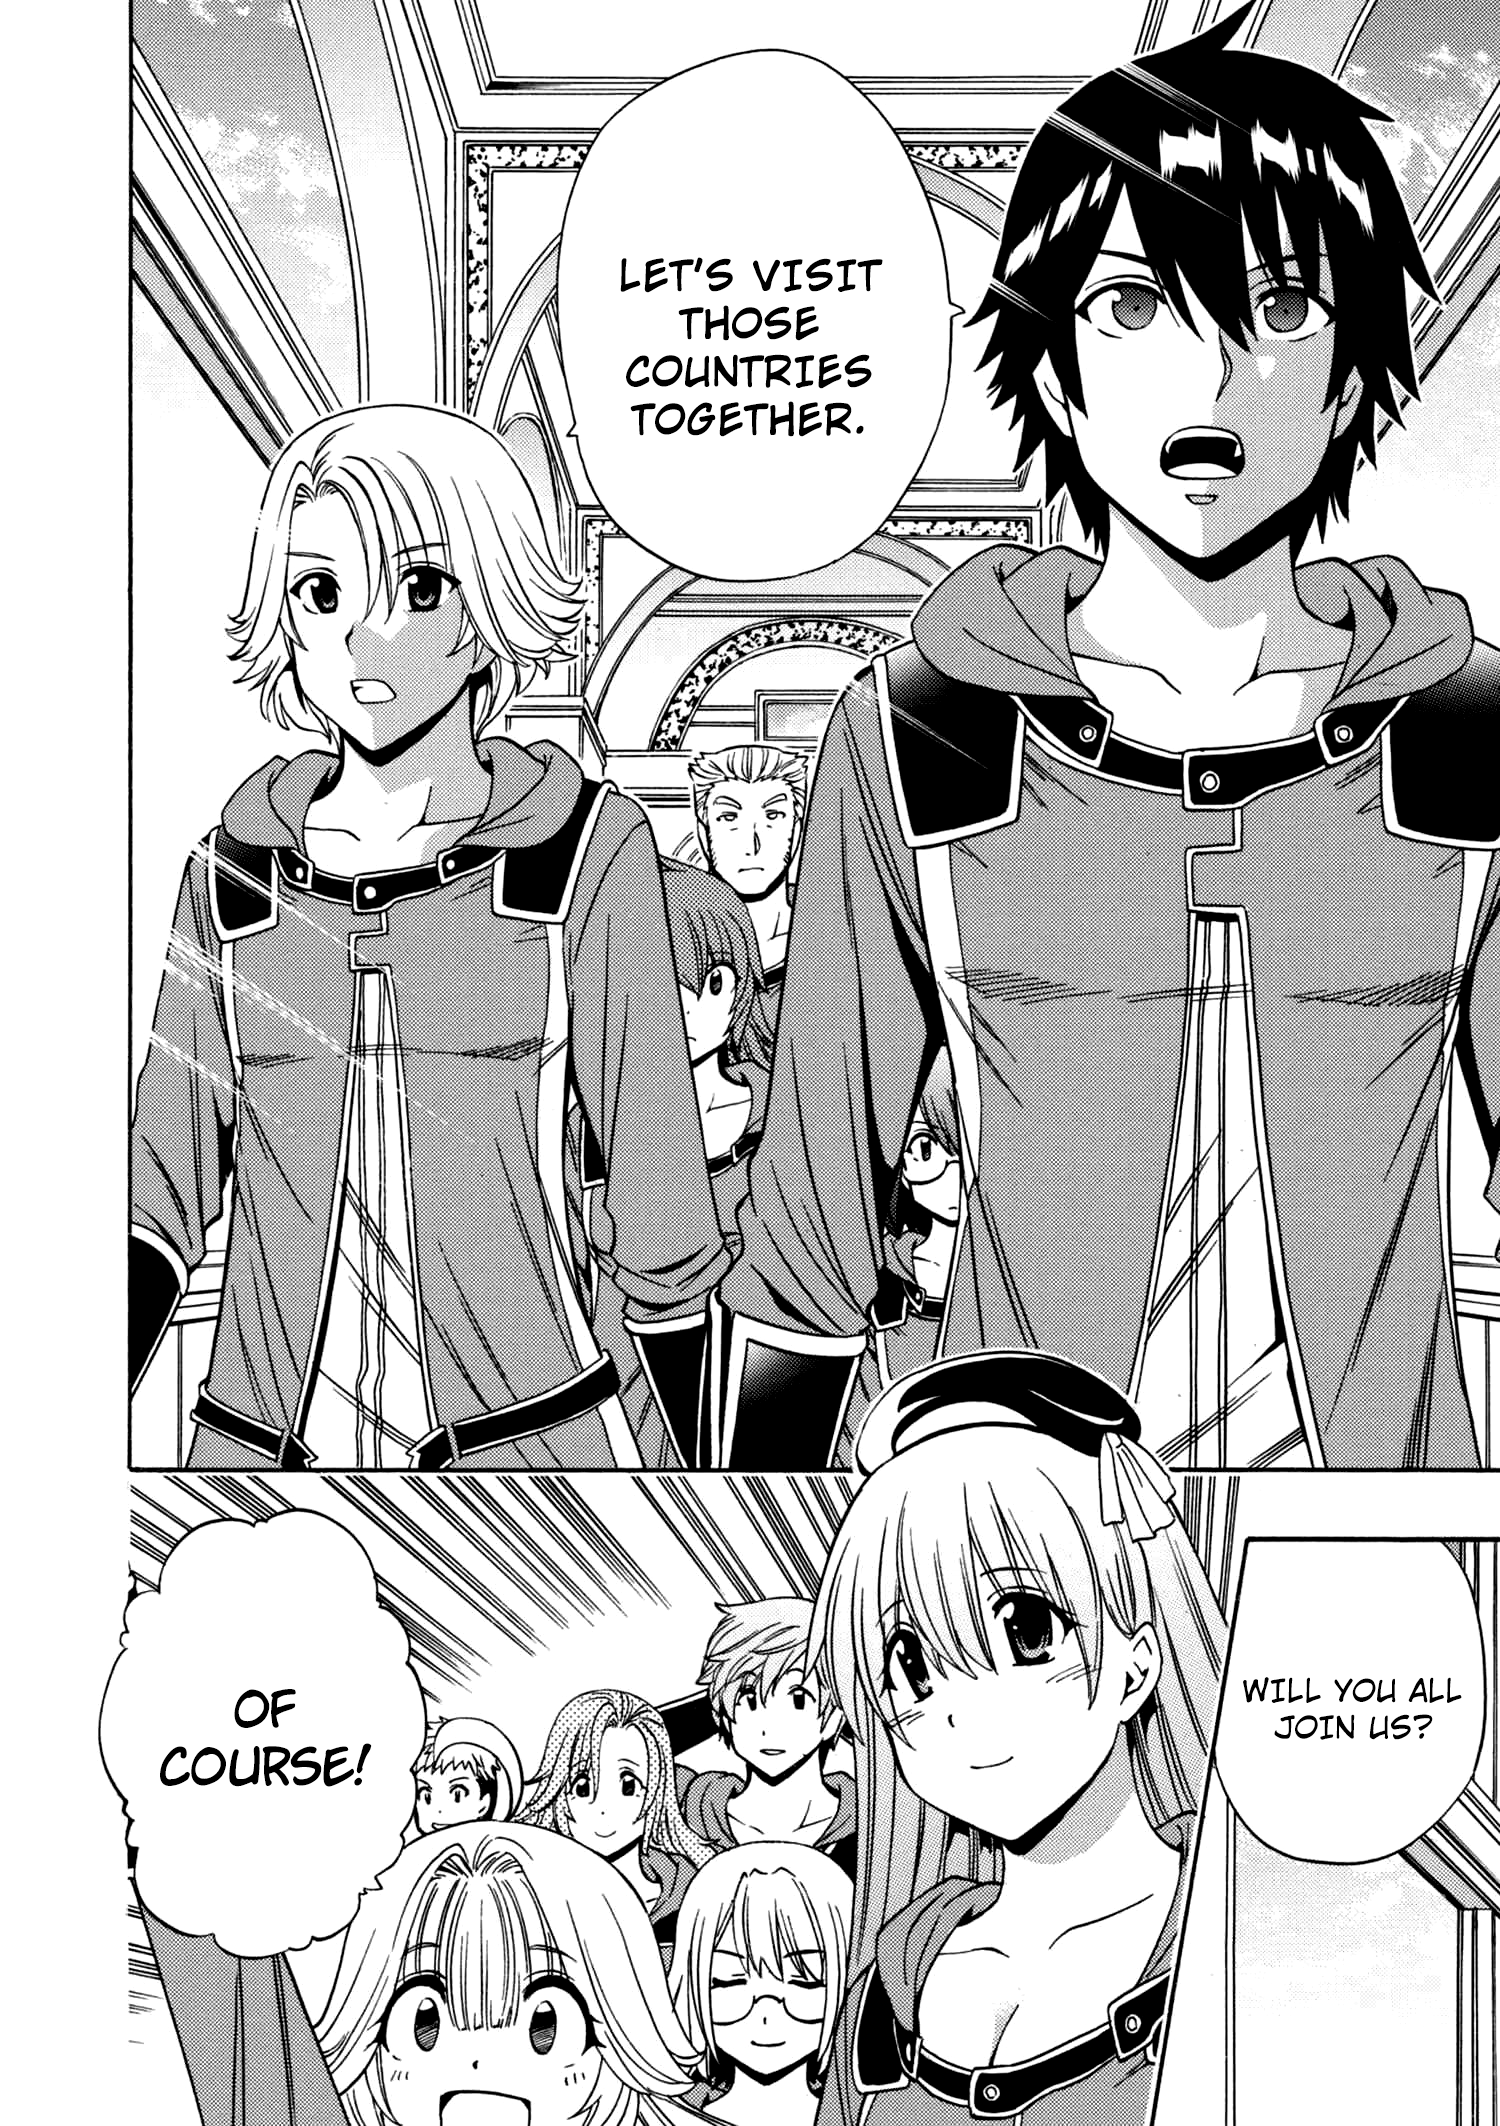 LET'S VISIT
THOSE
COUNTRIES
TOGETHER.
WILL YOU ALL
JOIN US?
OF
COURSE!